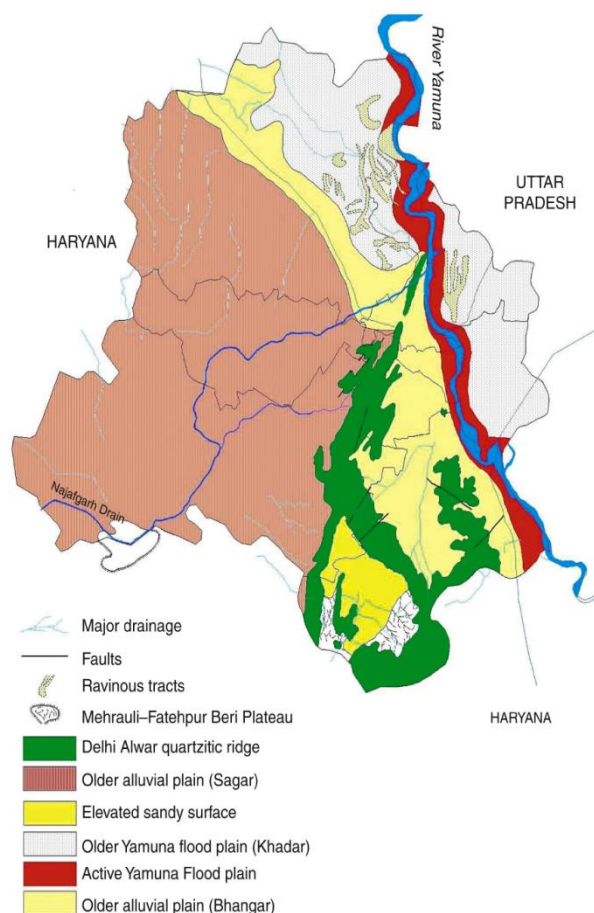 River Yamuna
UTTAR
PRADESH
HARYANA
Najafgarh Drain
HARYANA
Major drainage
Faults
Ravinous tracts
Mehrauli–Fatehpur Beri Plateau
Delhi Alwar quartzitic ridge
Older alluvial plain (Sagar)
Elevated sandy surface
Older Yamuna flood plain (Khadar)
Active Yamuna Flood plain
Older alluvial plain (Bhangar)